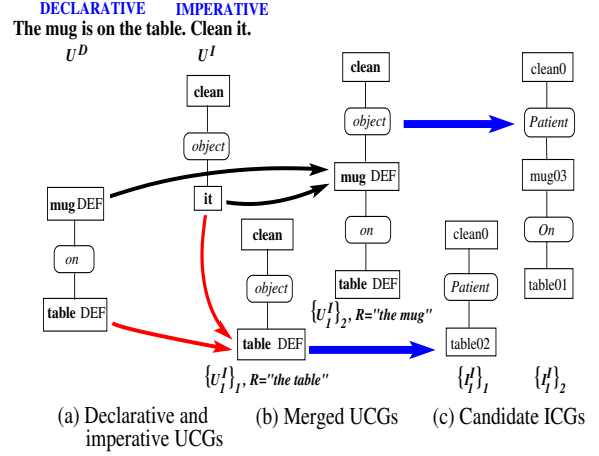 DECLARATIVE IMPERATIVE
The mug is on the table. Clean it.
U^D U^I
clean
object
it
mug DEF
on
table DEF
clean
object
mug DEF
on
table DEF
{U_1^I}_2, R="the mug"
clean
object
table DEF
{U_1^I}_1, R="the table"
clean0
Patient
mug03
On
table01
clean0
Patient
table02
{I_1^I}_1 {I_1^I}_2
(a) Declarative and
imperative UCGs
(b) Merged UCGs
(c) Candidate ICGs